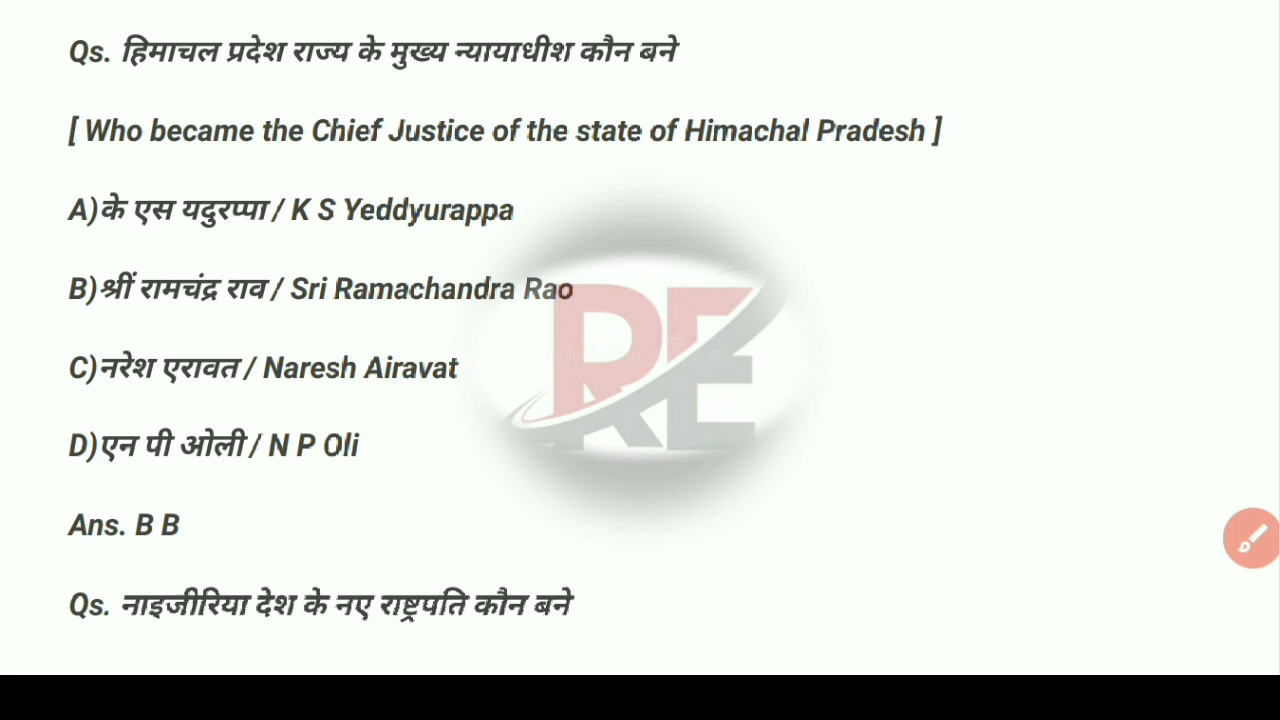 Qs. हिमाचल प्रदेश राज्य के मुख्य न्यायाधीश कौन बने
[ Who became the Chief Justice of the state of Himachal Pradesh ]
A)के एस यदुरप्पा / K S Yeddyurappa
B)श्रीं रामचंद्र राव / Sri Ramachandra Rao
C)नरेश एरावत / Naresh Airavat
D)एन पी ओली / N P Oli
RE
Ans. B B
Qs. नाइजीरिया देश के नए राष्ट्रपति कौन बने